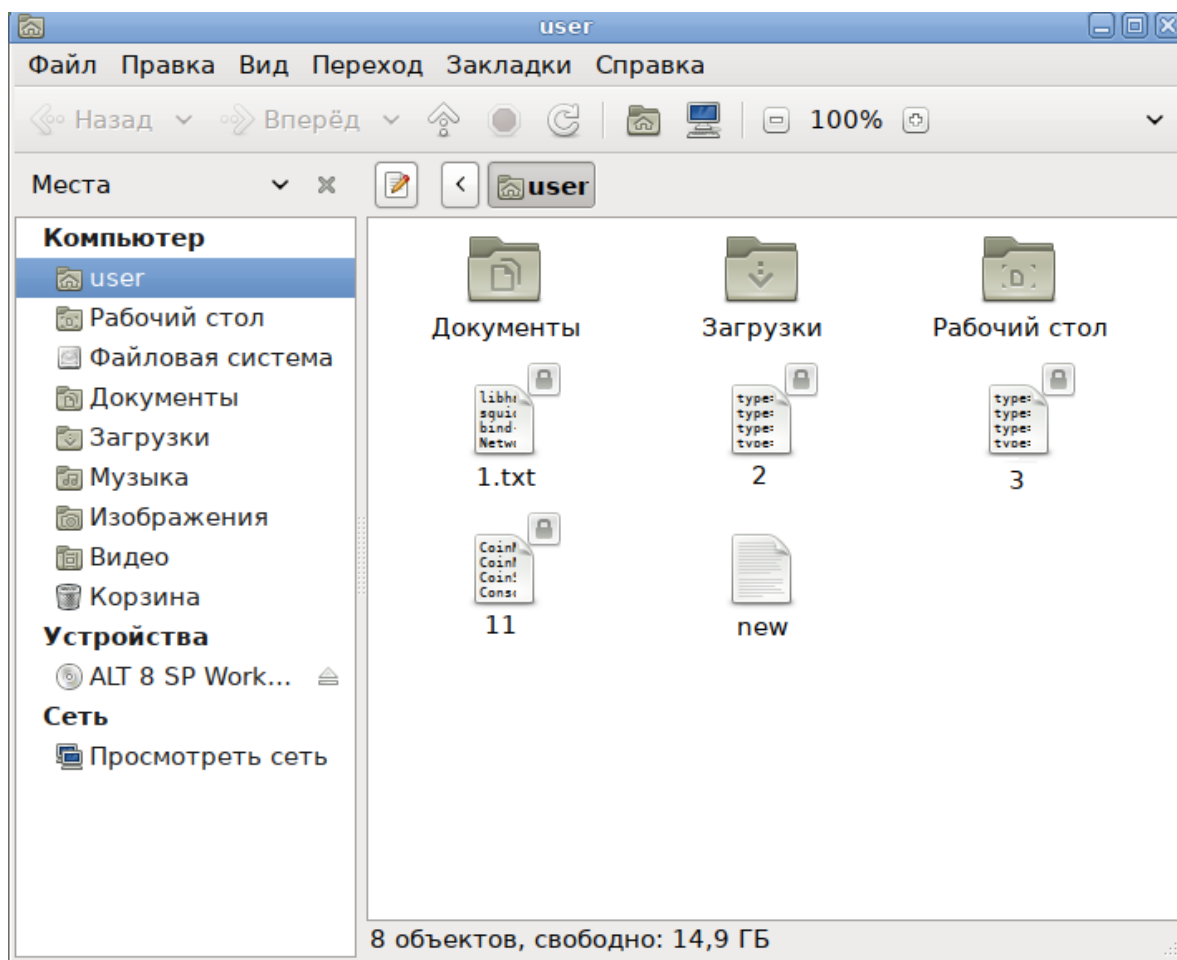 user
Файл Правка Вид Переход Закладки Справка
Назад Вперёд 100%
Места
user
Компьютер
user
Рабочий стол
Файловая система
Документы
Загрузки
Музыка
Изображения
Видео
Корзина
Устройства
ALT 8 SP Work...
Сеть
Просмотреть сеть
Документы Загрузки Рабочий стол
1.txt 2 3
11 new
8 объектов, свободно: 14,9 ГБ